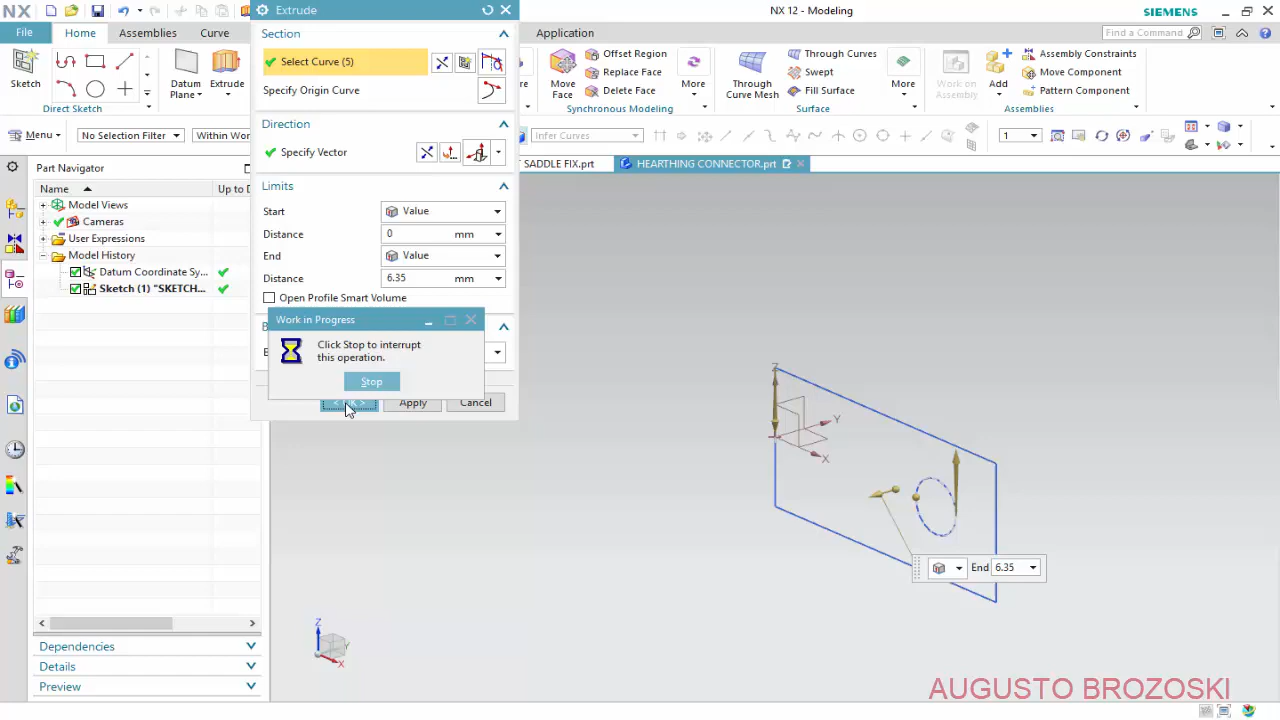 NX
Extrude
NX 12 - Modeling
SIEMENS
File
Home
Assemblies
Curve
Application
Find a Command
Section
Select Curve (5)
Specify Origin Curve
Direction
Specify Vector
Limits
Start
Value
Distance
0
mm
End
Value
Distance
6.35
mm
Open Profile Smart Volume
Work in Progress
Click Stop to interrupt
this operation.
Stop
Apply
Cancel
Sketch
Direct Sketch
Datum
Plane
Extrude
Move
Face
Offset Region
Replace Face
Delete Face
More
Synchronous Modeling
Through
Curve Mesh
Through Curves
Swept
Fill Surface
More
Surface
Work on
Assembly
Add
Assembly Constraints
Move Component
Pattern Component
Assemblies
Menu
No Selection Filter
Within Wor
Infer Curves
1
SADDLE FIX.prt
HEARTHING CONNECTOR.prt
Part Navigator
Name
Up to D
Model Views
Cameras
User Expressions
Model History
Datum Coordinate Sy...
Sketch (1) "SKETCH...
Dependencies
Details
Preview
Z
Y
X
End 6.35
Z
Y
X
AUGUSTO BROZOSKI